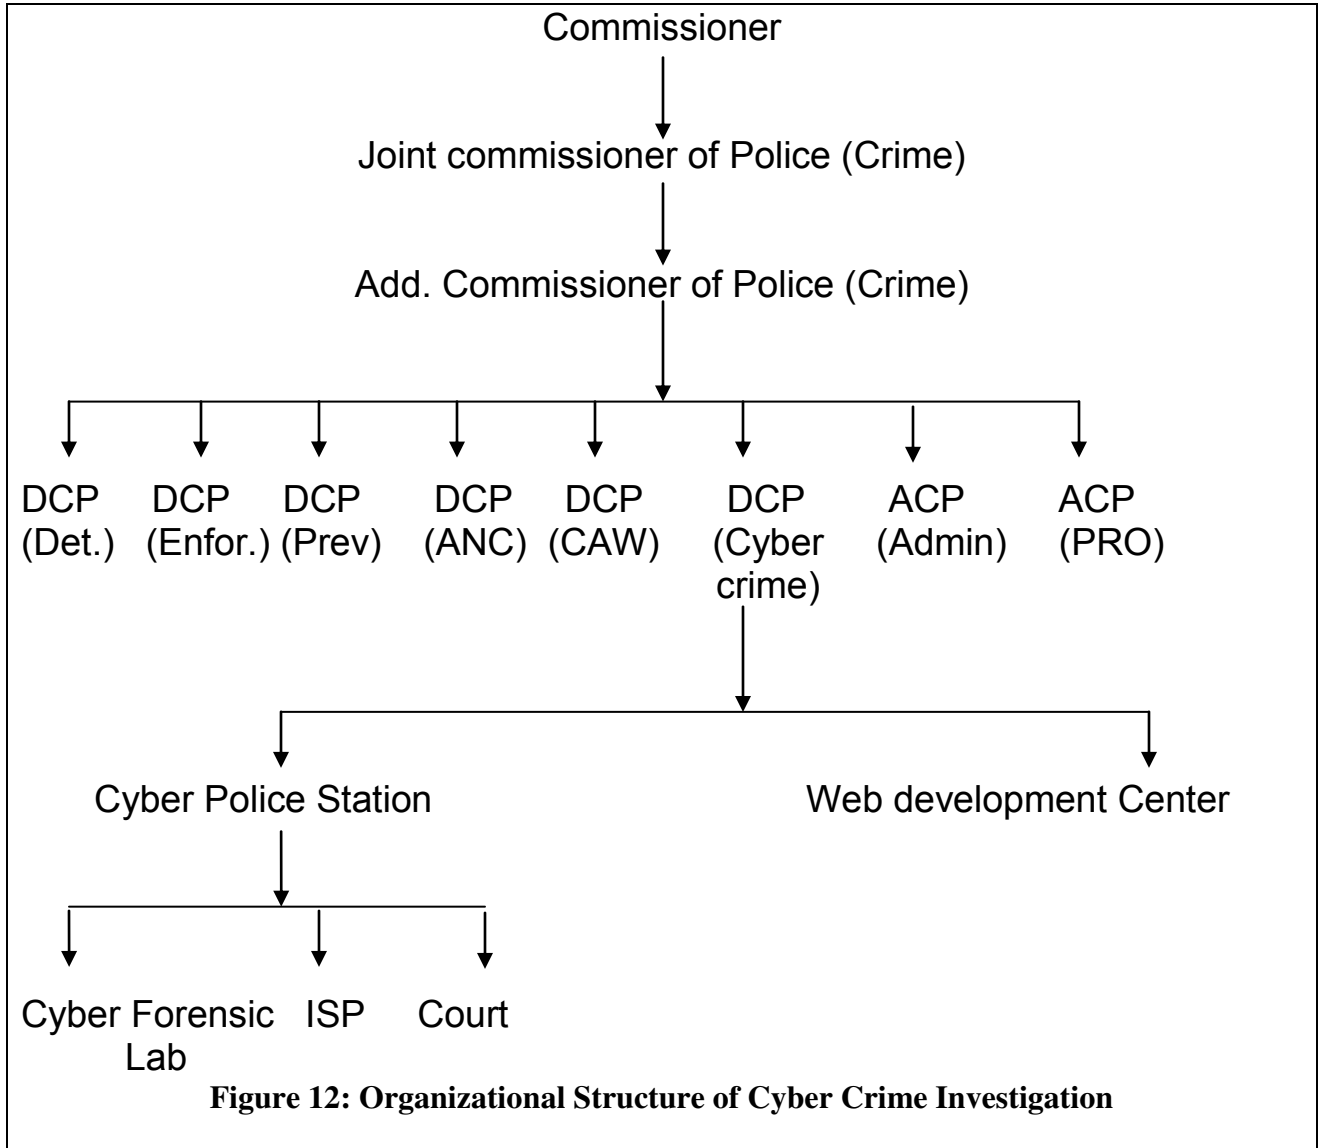 Commissioner
Joint commissioner of Police (Crime)
Add. Commissioner of Police (Crime)
DCP DCP DCP DCP DCP DCP ACP ACP
(Det.) (Enfor.) (Prev) (ANC) (CAW) (Cyber (Admin) (PRO)
crime)
Cyber Police Station Web development Center
Cyber Forensic ISP Court
Lab
Figure 12: Organizational Structure of Cyber Crime Investigation